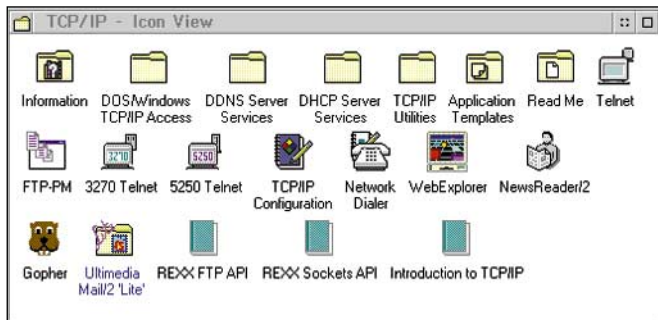 TCP/IP - Icon View
Information
DOS/Windows
TCP/IP Access
DDNS Server
Services
DHCP Server
Services
TCP/IP
Utilities
Application
Templates
Read Me
Telnet
3270
5250
FTP-PM
3270 Telnet
5250 Telnet
TCP/IP
Configuration
Network
Dialer
WebExplorer
NewsReader/2
Gopher
Ultimedia
Mail/2 'Lite'
REXX FTP API
REXX Sockets API
Introduction to TCP/IP